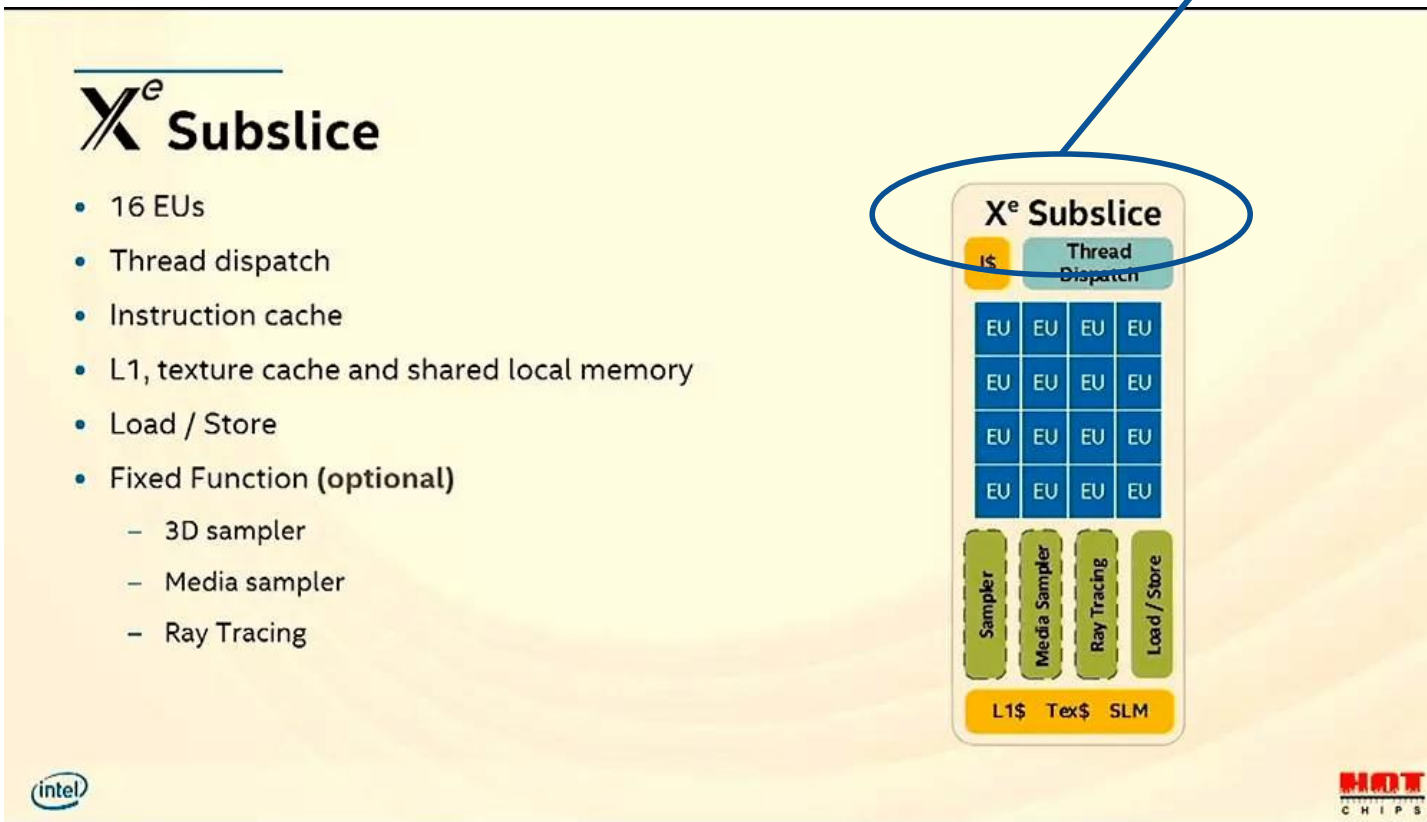 Xe Subslice
• 16 EUs
• Thread dispatch
• Instruction cache
• L1, texture cache and shared local memory
• Load / Store
• Fixed Function (optional)
– 3D sampler
– Media sampler
– Ray Tracing
Xe Subslice
I$ Thread
Dispatch
EU EU EU EU
EU EU EU EU
EU EU EU EU
EU EU EU EU
Sampler
Media Sampler
Ray Tracing
Load / Store
L1$ Tex$ SLM
intel
HOT
CHIPS